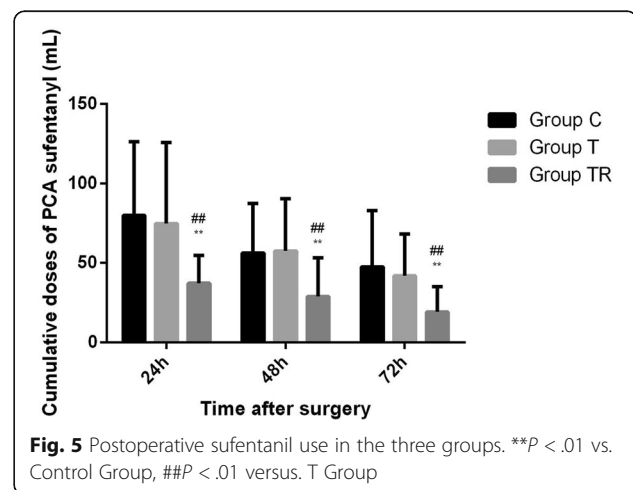 Cumulative doses of PCA sufentanyl (mL)
150
100
50
0
Group C
Group T
Group TR
##
**
##
**
##
**
24h
48h
72h
Time after surgery
Fig. 5 Postoperative sufentanil use in the three groups. **P < .01 vs.
Control Group, ##P < .01 versus. T Group